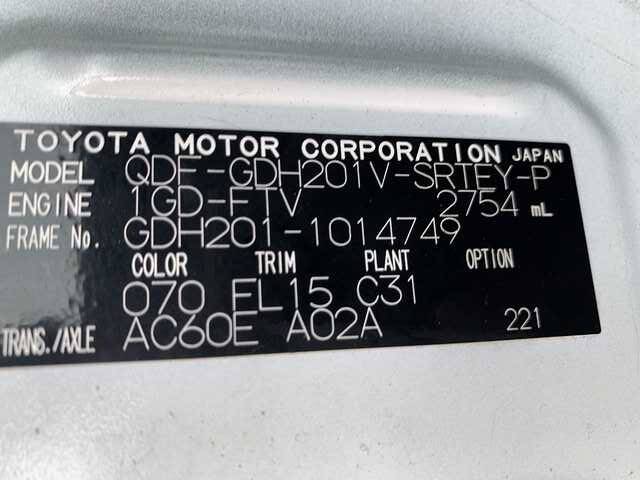 TOYOTA MOTOR CORPORATION JAPAN
MODEL QDF-GDH201V-SRTEY-P
ENGINE 1GD-FTV 2754 mL
FRAME No. GDH201-1014749
COLOR TRIM PLANT OPTION
070 FL15 C31
TRANS./AXLE AC60E A02A 221